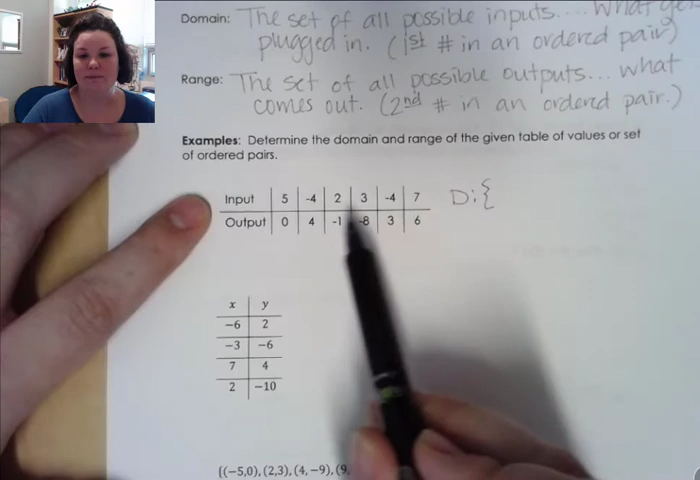 Domain: The set of all possible inputs.... what
plugged in. (1st # in an ordered pair)
Range: The set of all possible outputs... what
comes out. (2nd # in an ordered pair.)
Examples: Determine the domain and range of the given table of values or set
of ordered pairs.
Input 5 -4 2 3 -4 7
Output 0 4 -1 -8 3 6
D:{
x y
-6 2
-3 -6
7 4
2 -10
{(-5,0), (2,3), (4,-9), (9,